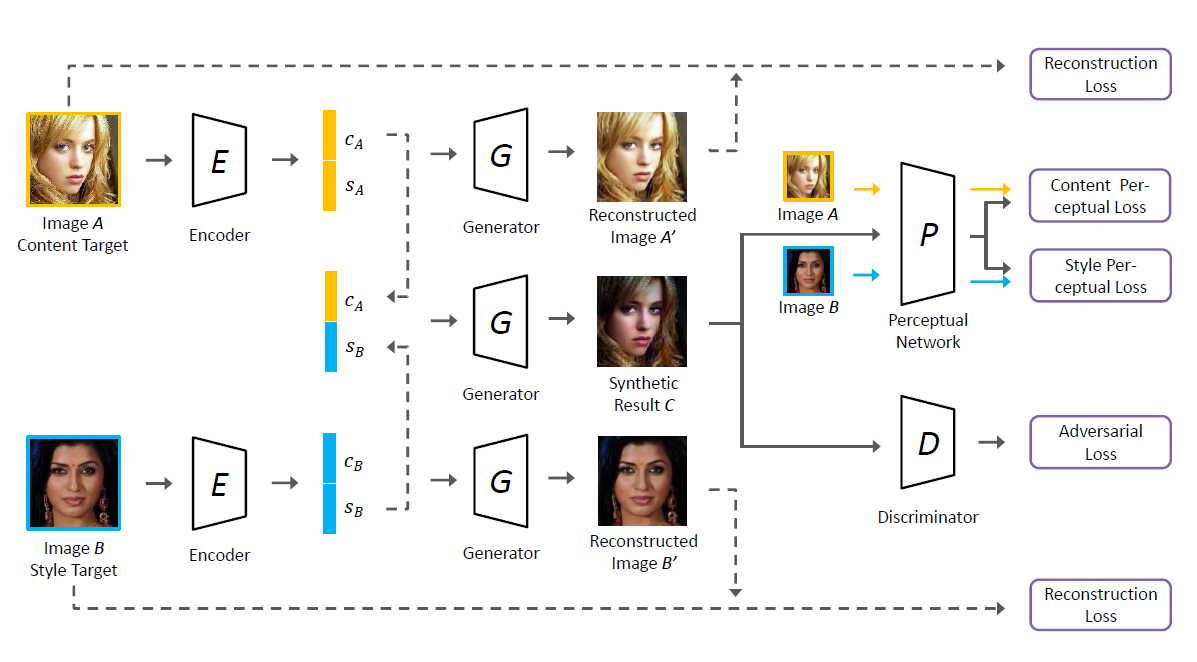 Reconstruction
Loss
E
c_A
s_A
G
Image A
Content Target
Encoder
Generator
Reconstructed
Image A’
Image A
P
Content Per-
ceptual Loss
Image B
Style Per-
ceptual Loss
Perceptual
Network
c_A
s_B
G
Generator
Synthetic
Result C
E
c_B
s_B
G
D
Adversarial
Loss
Discriminator
Image B
Style Target
Encoder
Generator
Reconstructed
Image B’
Reconstruction
Loss